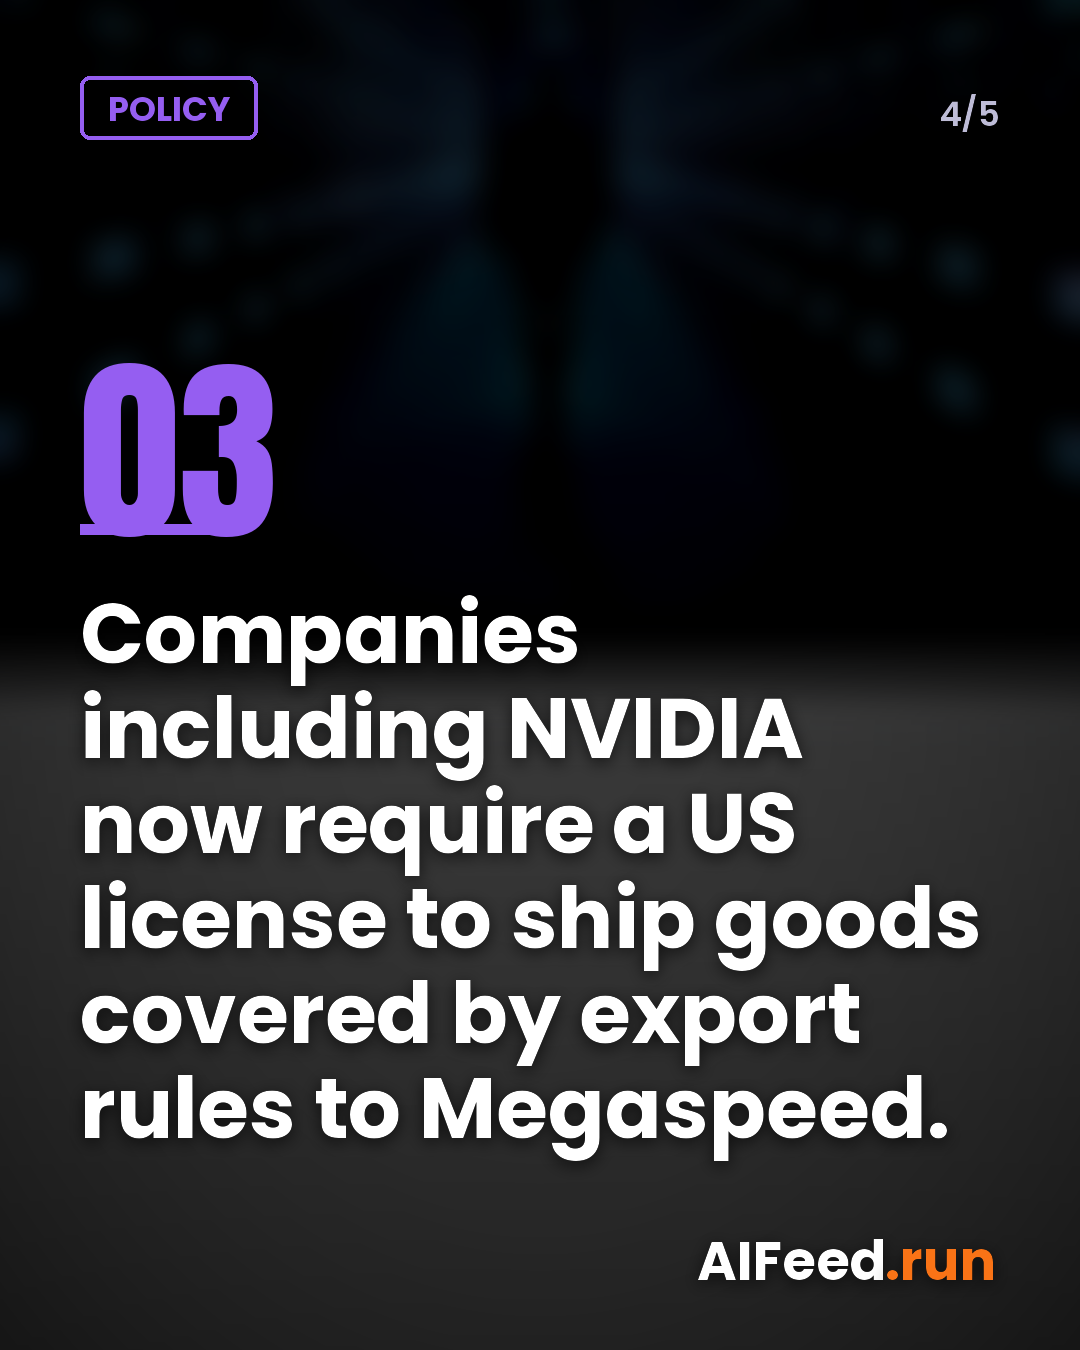 POLICY
4/5
03
Companies
including NVIDIA
now require a US
license to ship goods
covered by export
rules to Megaspeed.
AIFeed.run